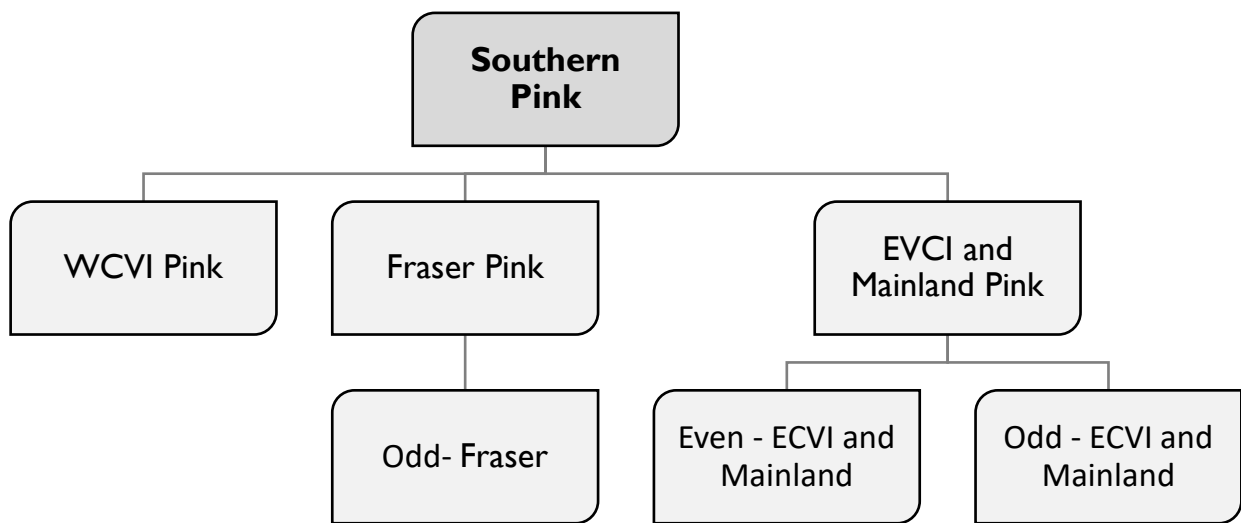 Southern
Pink
WCVI Pink
Fraser Pink
EVCI and
Mainland Pink
Odd- Fraser
Even - ECVI and
Mainland
Odd - ECVI and
Mainland